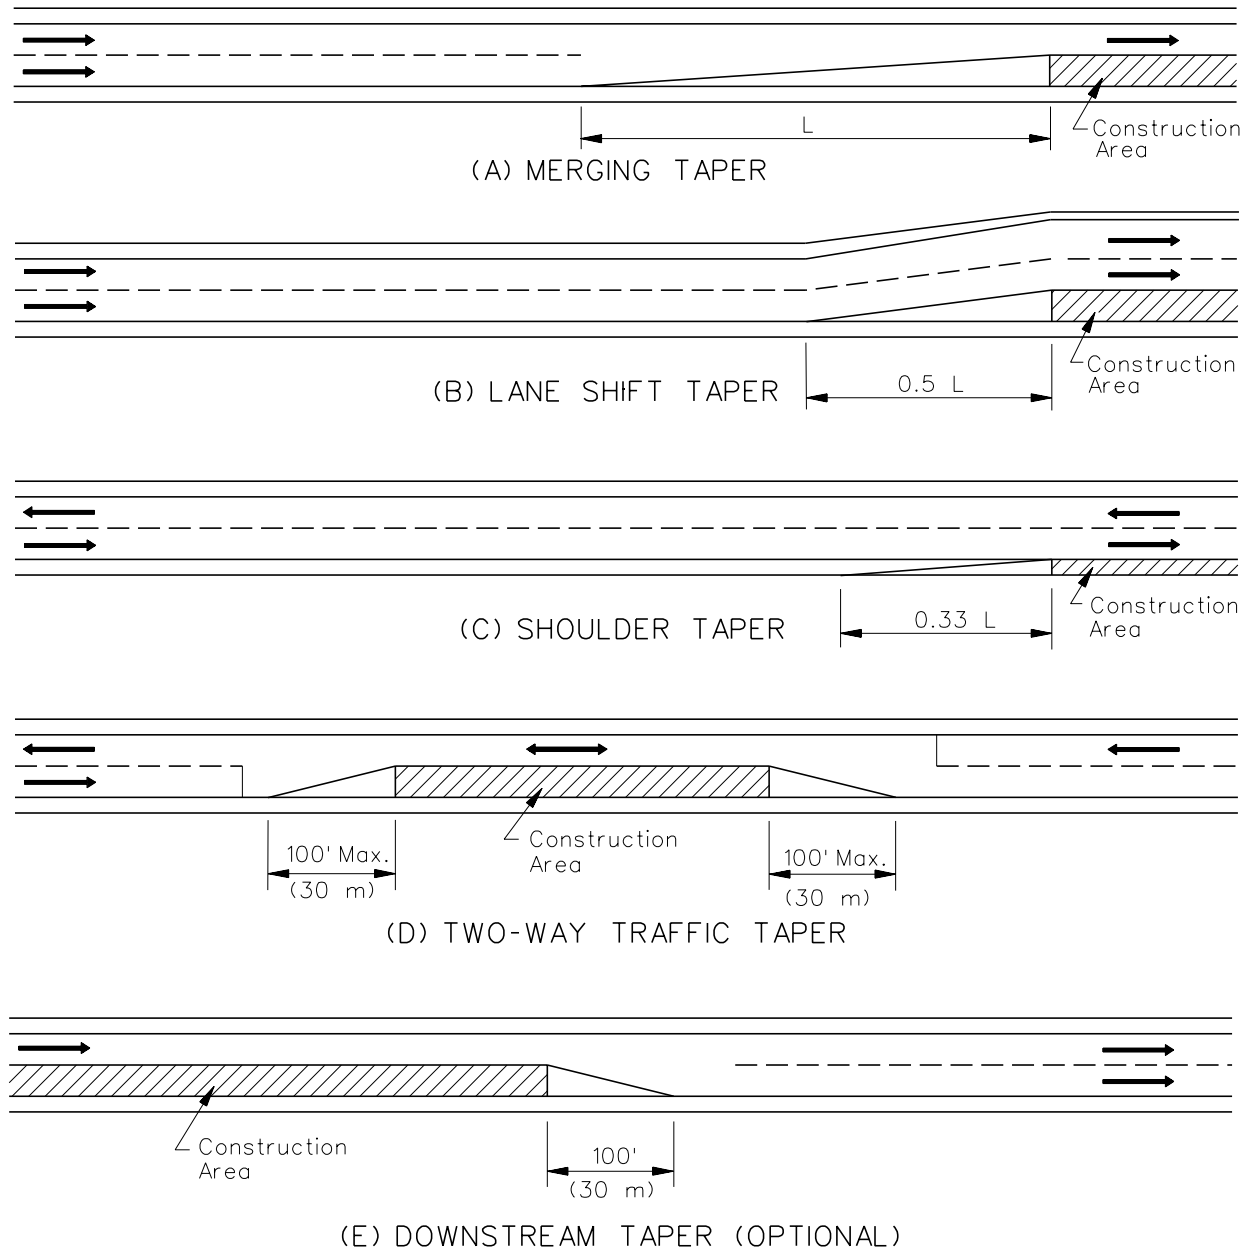 L
Construction
Area
(A) MERGING TAPER
Construction
Area
0.5 L
(B) LANE SHIFT TAPER
Construction
Area
0.33 L
(C) SHOULDER TAPER
Construction
Area
100' Max.
(30 m)
100' Max.
(30 m)
(D) TWO-WAY TRAFFIC TAPER
Construction
Area
100'
(30 m)
(E) DOWNSTREAM TAPER (OPTIONAL)